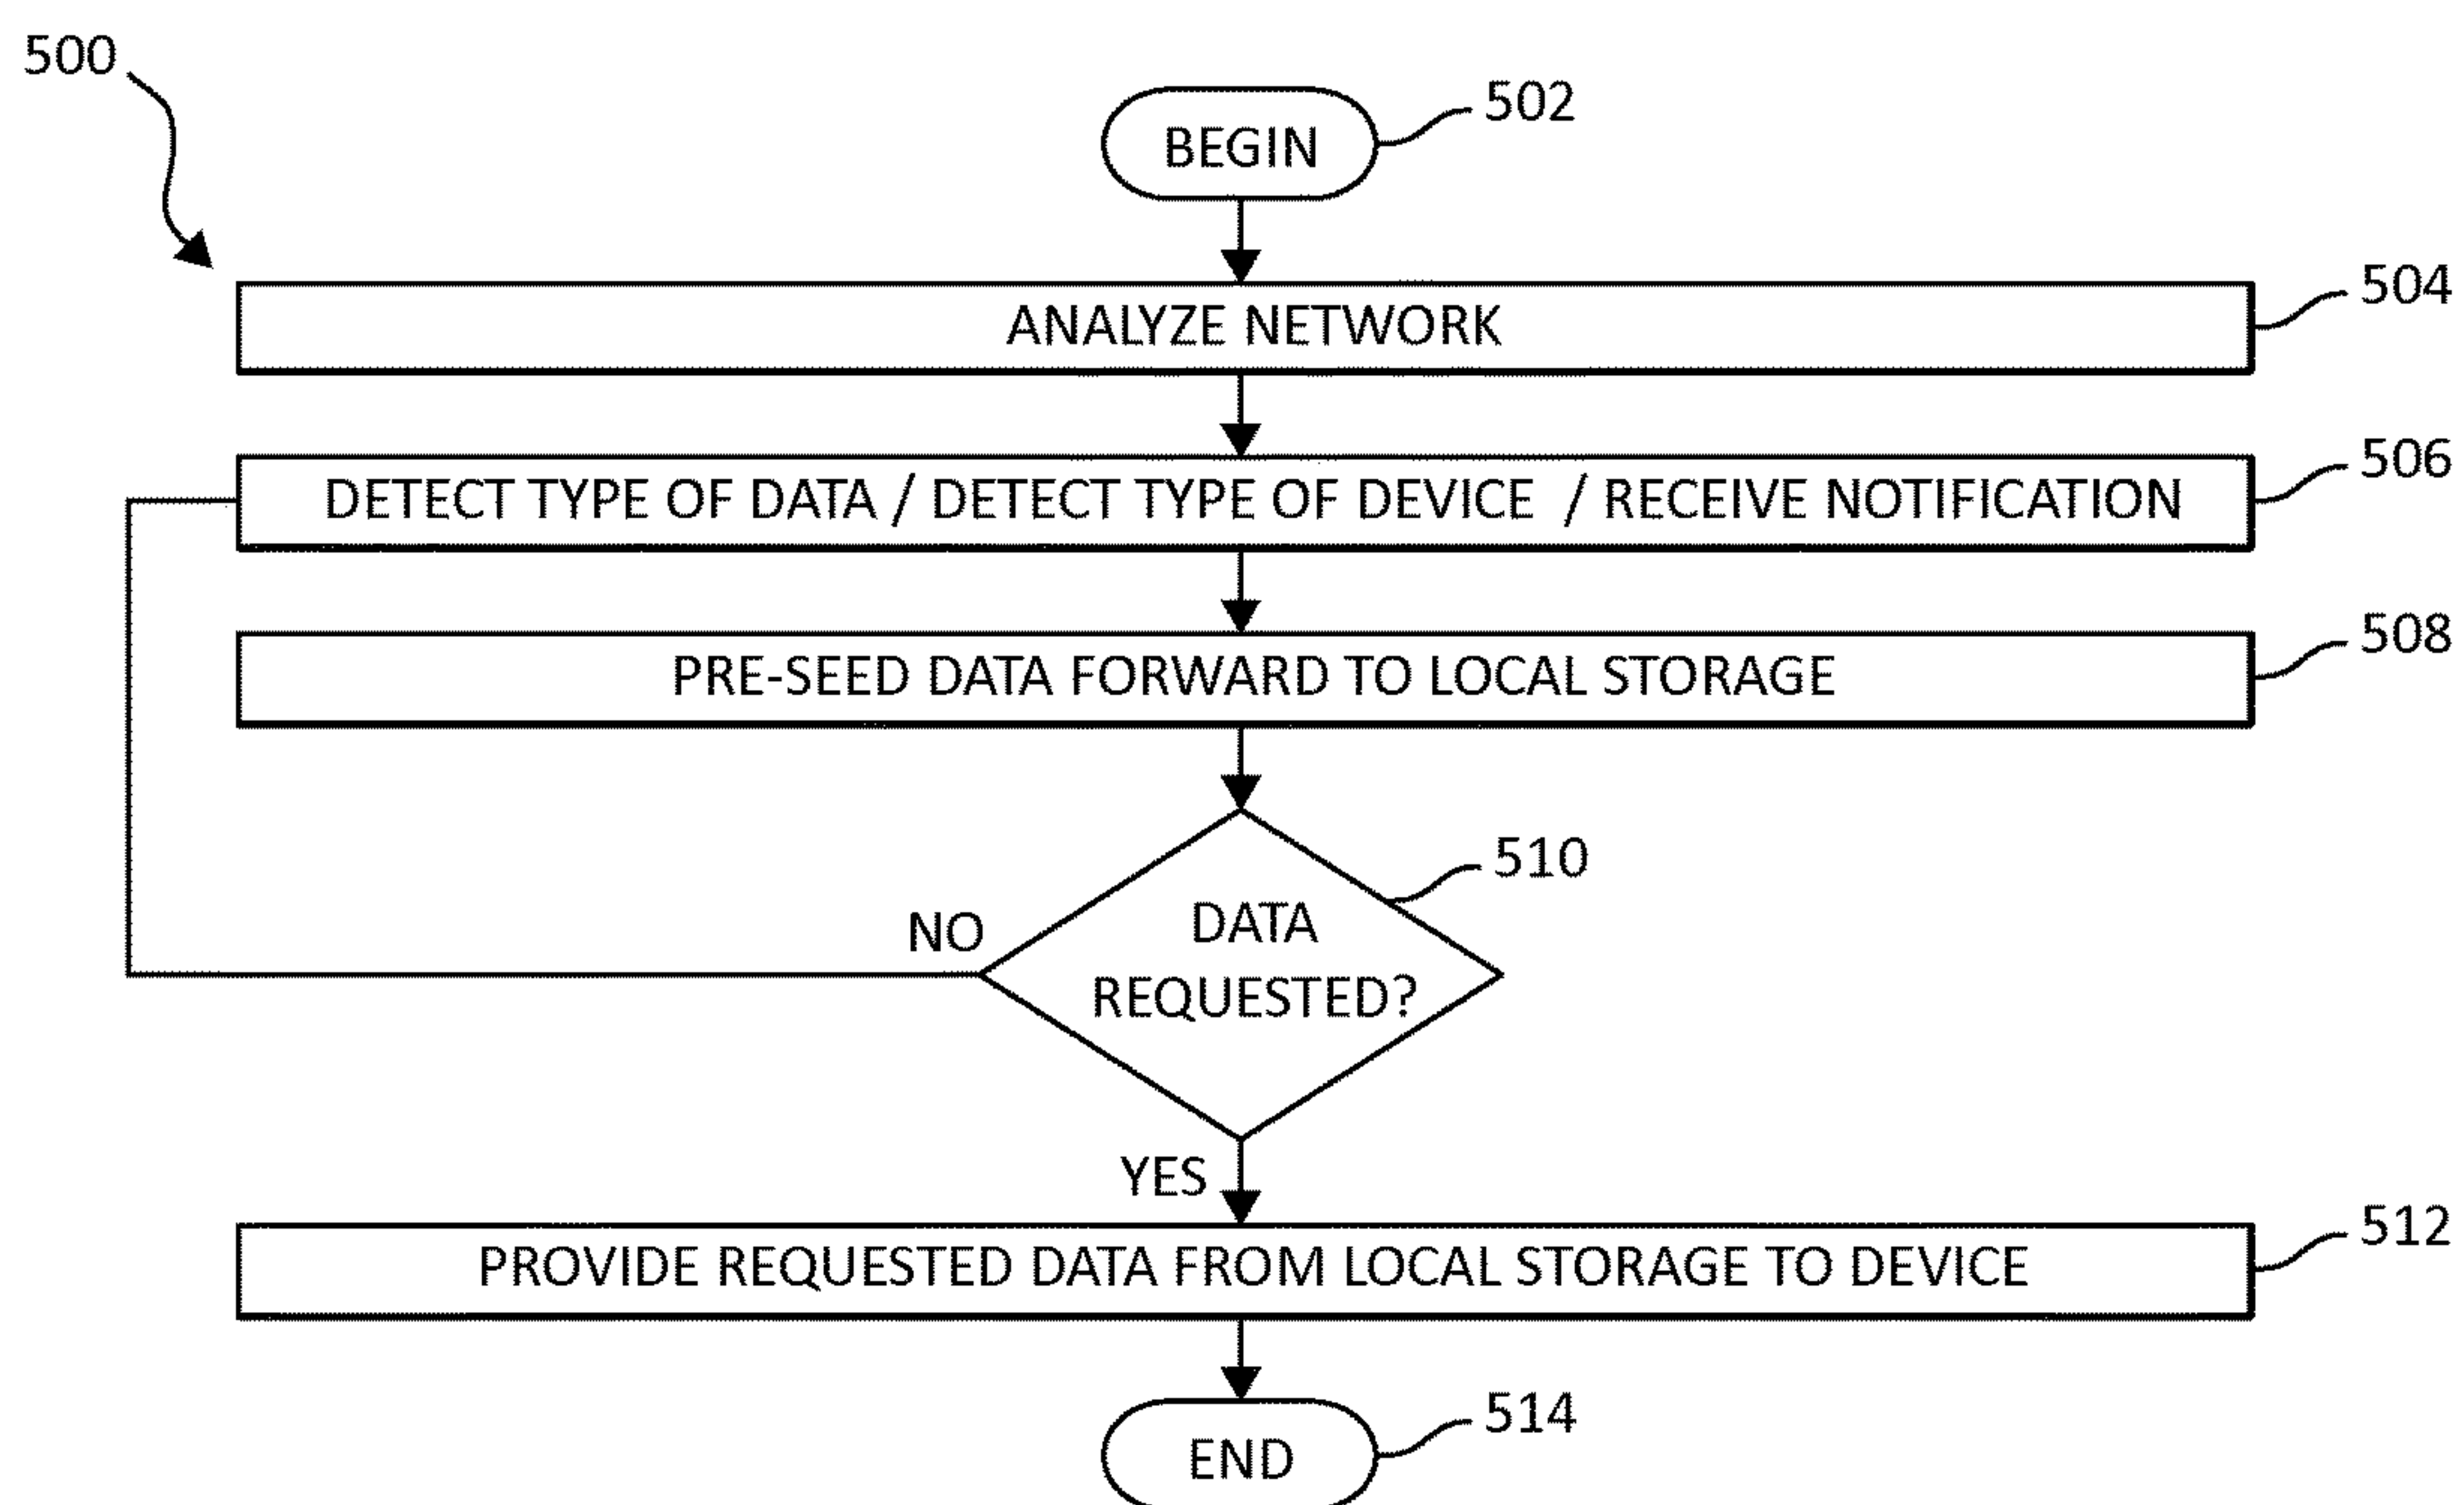 500
BEGIN
502
ANALYZE NETWORK
504
DETECT TYPE OF DATA / DETECT TYPE OF DEVICE / RECEIVE NOTIFICATION
506
PRE-SEED DATA FORWARD TO LOCAL STORAGE
508
DATA
REQUESTED?
510
NO
YES
PROVIDE REQUESTED DATA FROM LOCAL STORAGE TO DEVICE
512
END
514